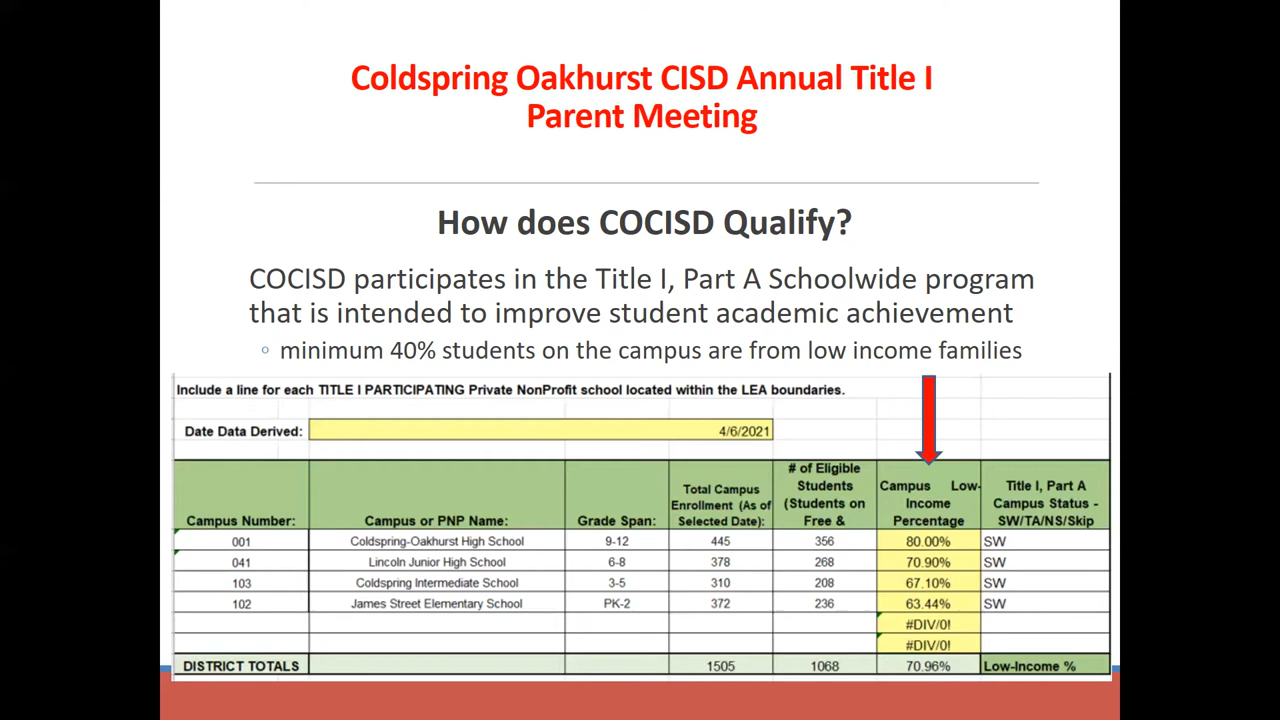 Coldspring Oakhurst CISD Annual Title I
Parent Meeting
How does COCISD Qualify?
COCISD participates in the Title I, Part A Schoolwide program
that is intended to improve student academic achievement
◦ minimum 40% students on the campus are from low income families
Include a line for each TITLE I PARTICIPATING Private NonProfit school located within the LEA boundaries.
Date Data Derived: 4/6/2021
Campus Number:
Campus or PNP Name:
Grade Span:
Total Campus
Enrollment (As of
Selected Date):
# of Eligible
Students
(Students on
Free &
Campus Low-
Income
Percentage
Title I, Part A
Campus Status -
SW/TA/NS/Skip
001 Coldspring-Oakhurst High School 9-12 445 356 80.00% SW
041 Lincoln Junior High School 6-8 378 268 70.90% SW
103 Coldspring Intermediate School 3-5 310 208 67.10% SW
102 James Street Elementary School PK-2 372 236 63.44% SW
#DIV/0!
#DIV/0!
DISTRICT TOTALS 1505 1068 70.96% Low-Income %